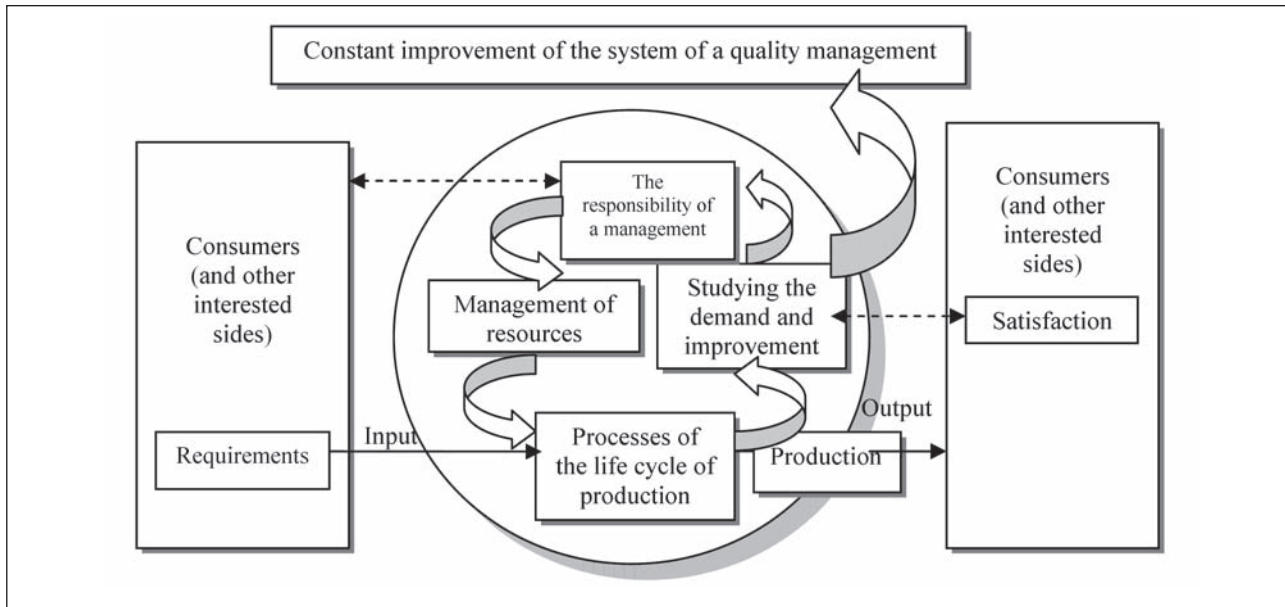 Constant improvement of the system of a quality management
Consumers
(and other
interested
sides)
Requirements
Input
The
responsibility of
a management
Management of
resources
Studying the
demand and
improvement
Processes of
the life cycle of
production
Production
Output
Consumers
(and other
interested
sides)
Satisfaction